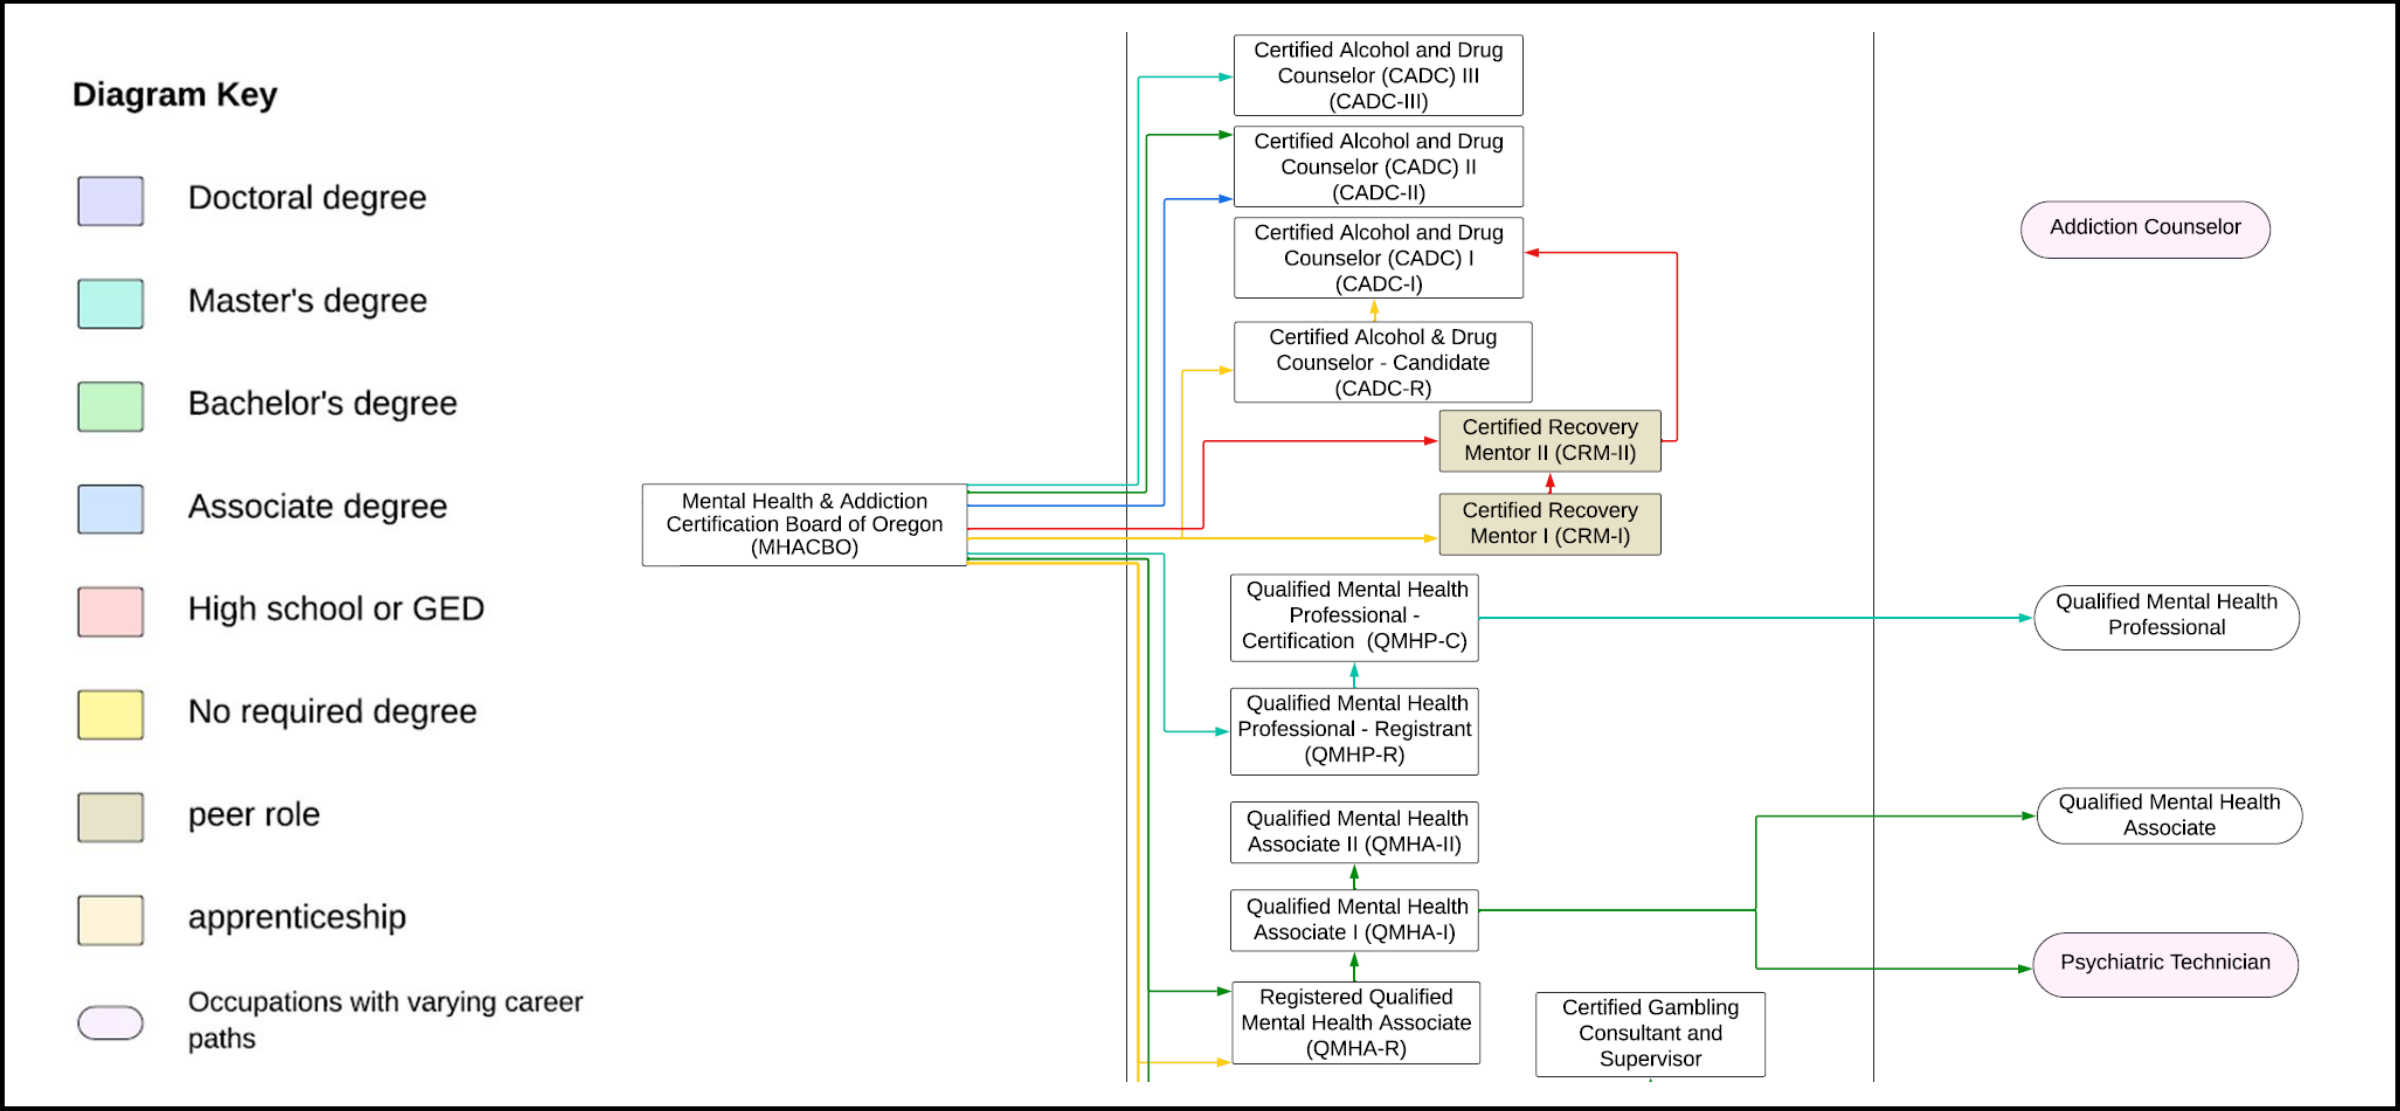 Diagram Key
Doctoral degree
Master's degree
Bachelor's degree
Associate degree
High school or GED
No required degree
peer role
apprenticeship
Occupations with varying career
paths
Mental Health & Addiction
Certification Board of Oregon
(MHACBO)
Certified Alcohol and Drug
Counselor (CADC) III
(CADC-III)
Certified Alcohol and Drug
Counselor (CADC) II
(CADC-II)
Certified Alcohol and Drug
Counselor (CADC) I
(CADC-I)
Certified Alcohol & Drug
Counselor - Candidate
(CADC-R)
Certified Recovery
Mentor II (CRM-II)
Certified Recovery
Mentor I (CRM-I)
Qualified Mental Health
Professional -
Certification (QMHP-C)
Qualified Mental Health
Professional - Registrant
(QMHP-R)
Qualified Mental Health
Associate II (QMHA-II)
Qualified Mental Health
Associate I (QMHA-I)
Registered Qualified
Mental Health Associate
(QMHA-R)
Certified Gambling
Consultant and
Supervisor
Addiction Counselor
Qualified Mental Health
Professional
Qualified Mental Health
Associate
Psychiatric Technician